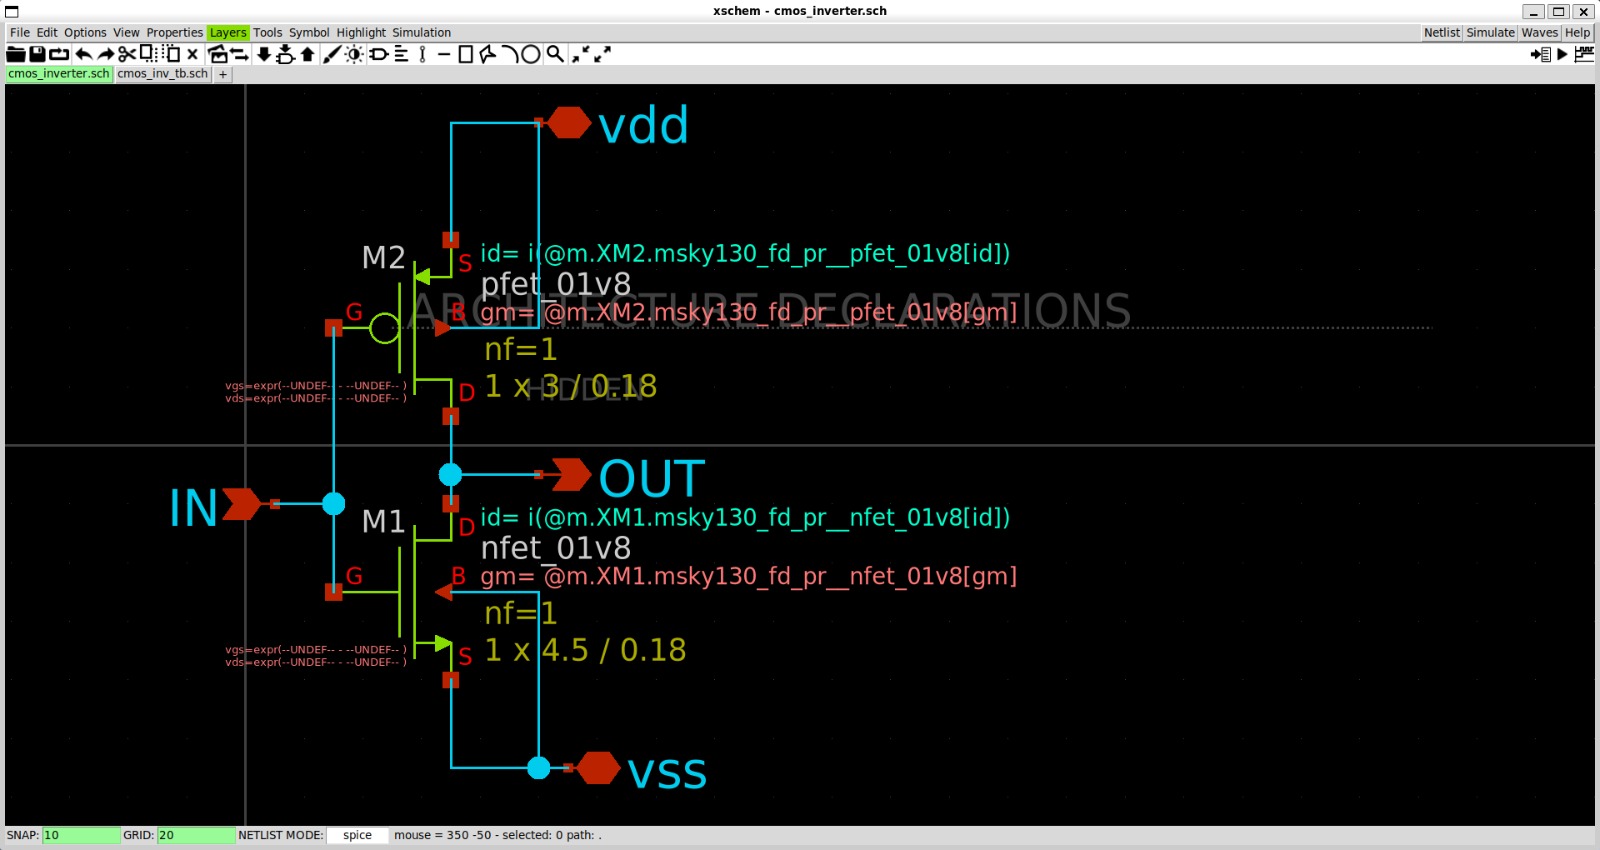 xschem - cmos_inverter.sch
File Edit Options View Properties Layers Tools Symbol Highlight Simulation Netlist Simulate Waves Help
cmos_inverter.sch cmos_inv_tb.sch +
vdd
M2
S
id= i(@m.XM2.msky130_fd_pr__pfet_01v8[id])
pfet_01v8
ARCHITECTURE DECLARATIONS
G
B
gm= @m.XM2.msky130_fd_pr__pfet_01v8[gm]
nf=1
vgs=expr(--UNDEF-- - --UNDEF-- )
vds=expr(--UNDEF-- - --UNDEF-- )
D
1 x 3 / 0.18
HIDDEN
OUT
IN
M1
D
id= i(@m.XM1.msky130_fd_pr__nfet_01v8[id])
nfet_01v8
G
B
gm= @m.XM1.msky130_fd_pr__nfet_01v8[gm]
nf=1
vgs=expr(--UNDEF-- - --UNDEF-- )
vds=expr(--UNDEF-- - --UNDEF-- )
S
1 x 4.5 / 0.18
vss
SNAP: 10 GRID: 20 NETLIST MODE: spice mouse = 350 -50 - selected: 0 path: .